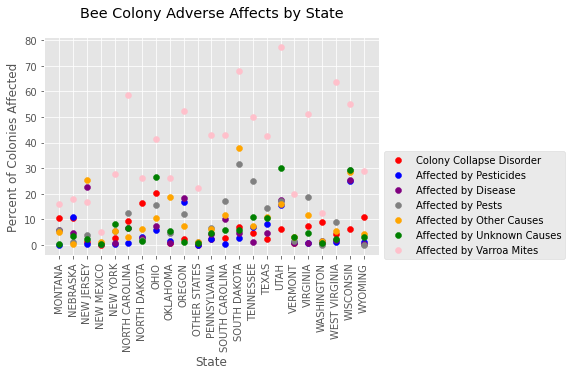 Bee Colony Adverse Affects by State
Percent of Colonies Affected
80
70
60
50
40
30
20
10
0
MONTANA
NEBRASKA
NEW JERSEY
NEW MEXICO
NEW YORK
NORTH CAROLINA
NORTH DAKOTA
OHIO
OKLAHOMA
OREGON
OTHER STATES
PENNSYLVANIA
SOUTH CAROLINA
SOUTH DAKOTA
TENNESSEE
TEXAS
UTAH
VERMONT
VIRGINIA
WASHINGTON
WEST VIRGINIA
WISCONSIN
WYOMING
State
Colony Collapse Disorder
Affected by Pesticides
Affected by Disease
Affected by Pests
Affected by Other Causes
Affected by Unknown Causes
Affected by Varroa Mites